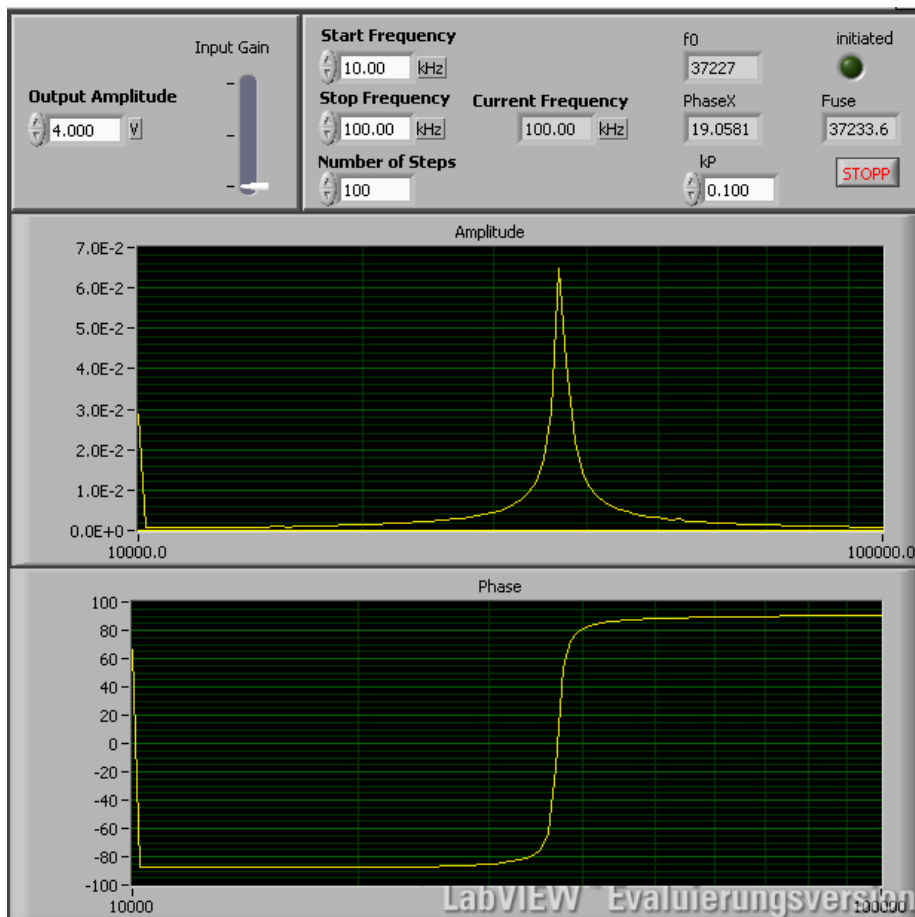 Input Gain
Output Amplitude
4.000 V
Start Frequency
10.00 kHz
Stop Frequency
100.00 kHz
Number of Steps
100
Current Frequency
100.00 kHz
f0
37227
PhaseX
19.0581
kP
0.100
initiated
Fuse
37233.6
STOPP
Amplitude
7.0E-2
6.0E-2
5.0E-2
4.0E-2
3.0E-2
2.0E-2
1.0E-2
0.0E+0
10000.0
100000.0
Phase
100
80
60
40
20
0
-20
-40
-60
-80
-100
10000
100000
LabVIEW™ Evaluierungsversion